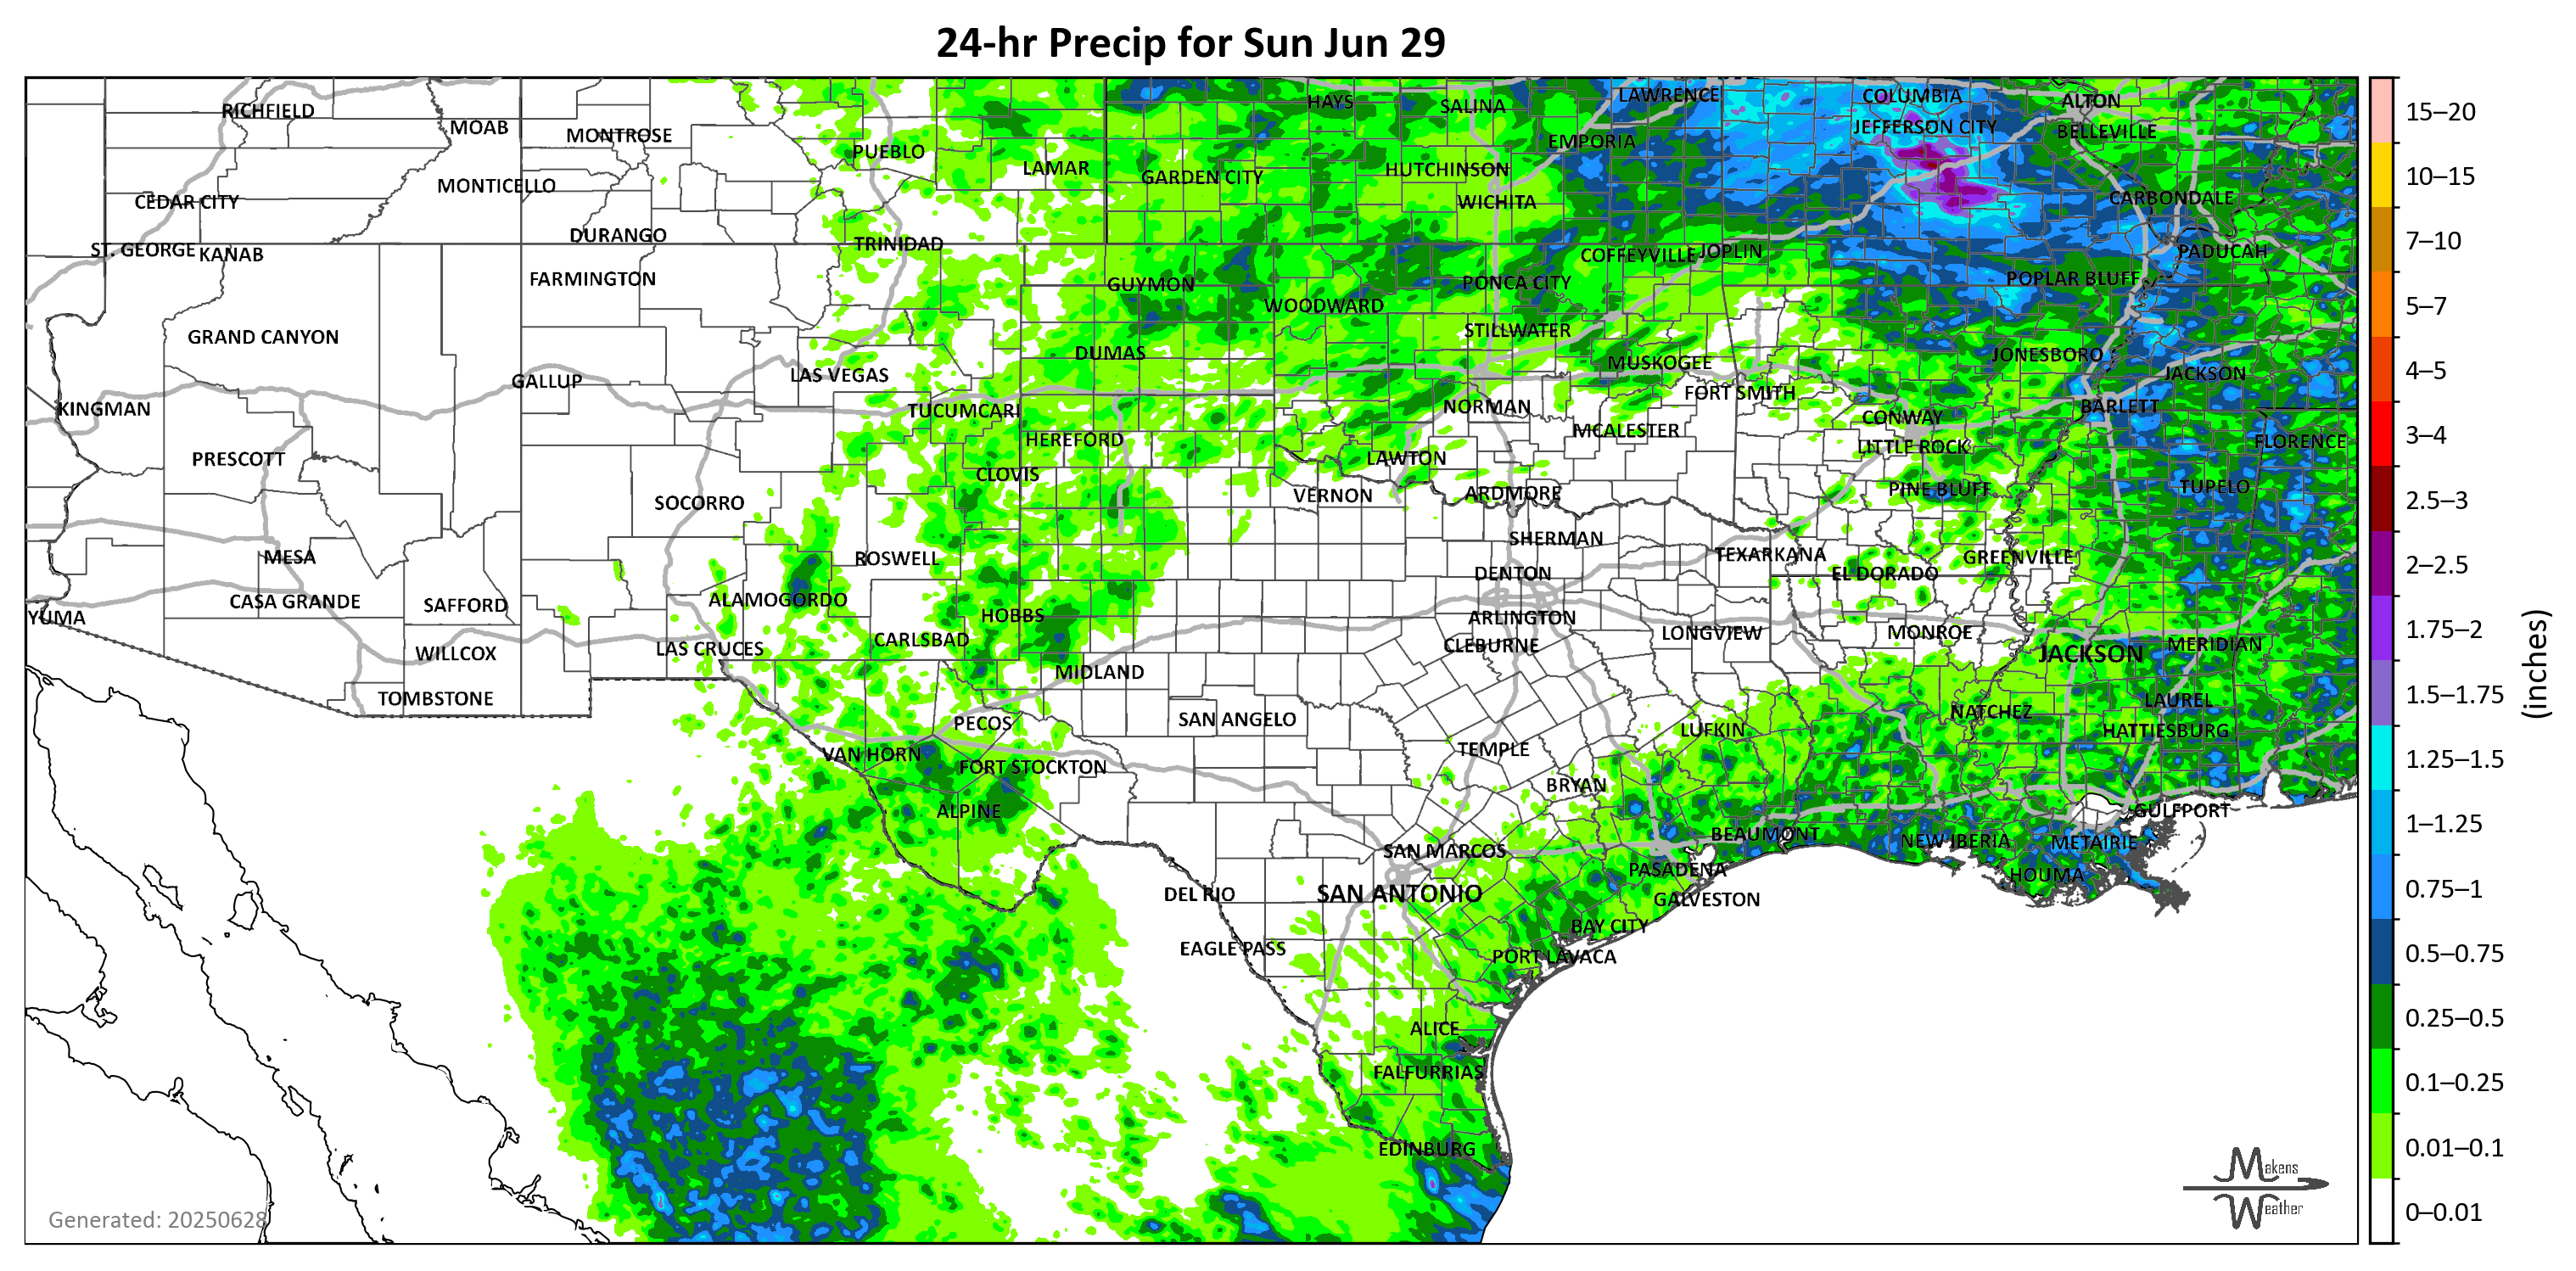 24-hr Precip for Sun Jun 29
RICHFIELD
MOAB
MONTROSE
PUEBLO
LAMAR
HAYS
SALINA
LAWRENCE
COLUMBIA
ALTON
JEFFERSON CITY
BELLEVILLE
EMPORIA
HUTCHINSON
GARDEN CITY
MONTICELLO
CEDAR CITY
WICHITA
CARBONDALE
DURANGO
TRINIDAD
ST. GEORGE
KANAB
COFFEYVILLE
JOPLIN
PADUCAH
FARMINGTON
GUYMON
PONCA CITY
POPLAR BLUFF
WOODWARD
GRAND CANYON
STILLWATER
DUMAS
MUSKOGEE
JONESBORO
GALLUP
LAS VEGAS
JACKSON
FORT SMITH
KINGMAN
TUCUMCARI
NORMAN
BARLETT
CONWAY
HEREFORD
MCALESTER
LITTLE ROCK
FLORENCE
PRESCOTT
CLOVIS
LAWTON
SOCORRO
VERNON
ARDMORE
PINE BLUFF
TUPELO
SHERMAN
MESA
ROSWELL
TEXARKANA
GREENVILLE
DENTON
EL DORADO
CASA GRANDE
SAFFORD
ALAMOGORDO
HOBBS
YUMA
ARLINGTON
WILLCOX
LAS CRUCES
CARLSBAD
CLEBURNE
LONGVIEW
MONROE
JACKSON
MERIDIAN
MIDLAND
TOMBSTONE
PECOS
SAN ANGELO
NATCHEZ
LAUREL
LUFKIN
HATTIESBURG
VAN HORN
FORT STOCKTON
TEMPLE
BRYAN
ALPINE
GULFPORT
BEAUMONT
NEW IBERIA
METAIRIE
SAN MARCOS
PASADENA
HOUMA
DEL RIO
SAN ANTONIO
GALVESTON
BAY CITY
EAGLE PASS
PORT LAVACA
ALICE
FALFURRIAS
EDINBURG
Generated: 20250628
Makens
Weather
15–20
10–15
7–10
5–7
4–5
3–4
2.5–3
2–2.5
1.75–2
1.5–1.75
1.25–1.5
1–1.25
0.75–1
0.5–0.75
0.25–0.5
0.1–0.25
0.01–0.1
0–0.01
(inches)